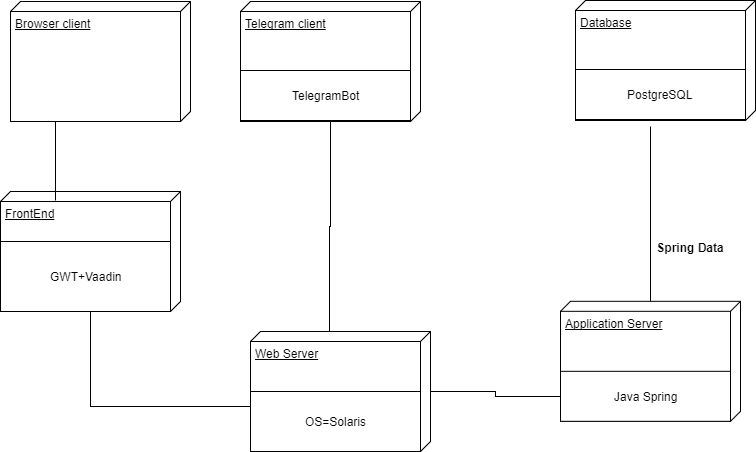 Browser client
Telegram client
TelegramBot
Database
PostgreSQL
FrontEnd
GWT+Vaadin
Spring Data
Web Server
OS=Solaris
Application Server
Java Spring